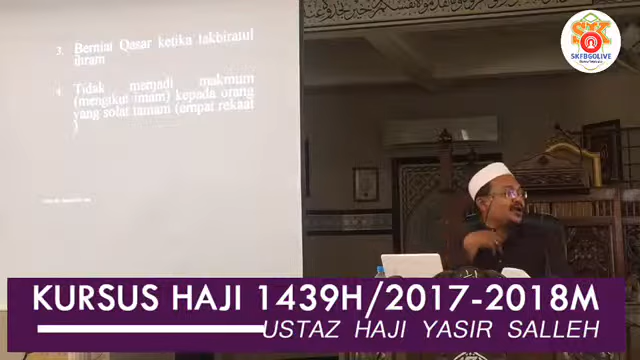 3. Berniat Qasar ketika takbiratul
ihram
4. Tidak menjadi makmum
(mengikut imam) kepada orang
yang solat tamam (empat rekaat
)
SKFBGOLIVE
KURSUS HAJI 1439H/2017-2018M
USTAZ HAJI YASIR SALLEH